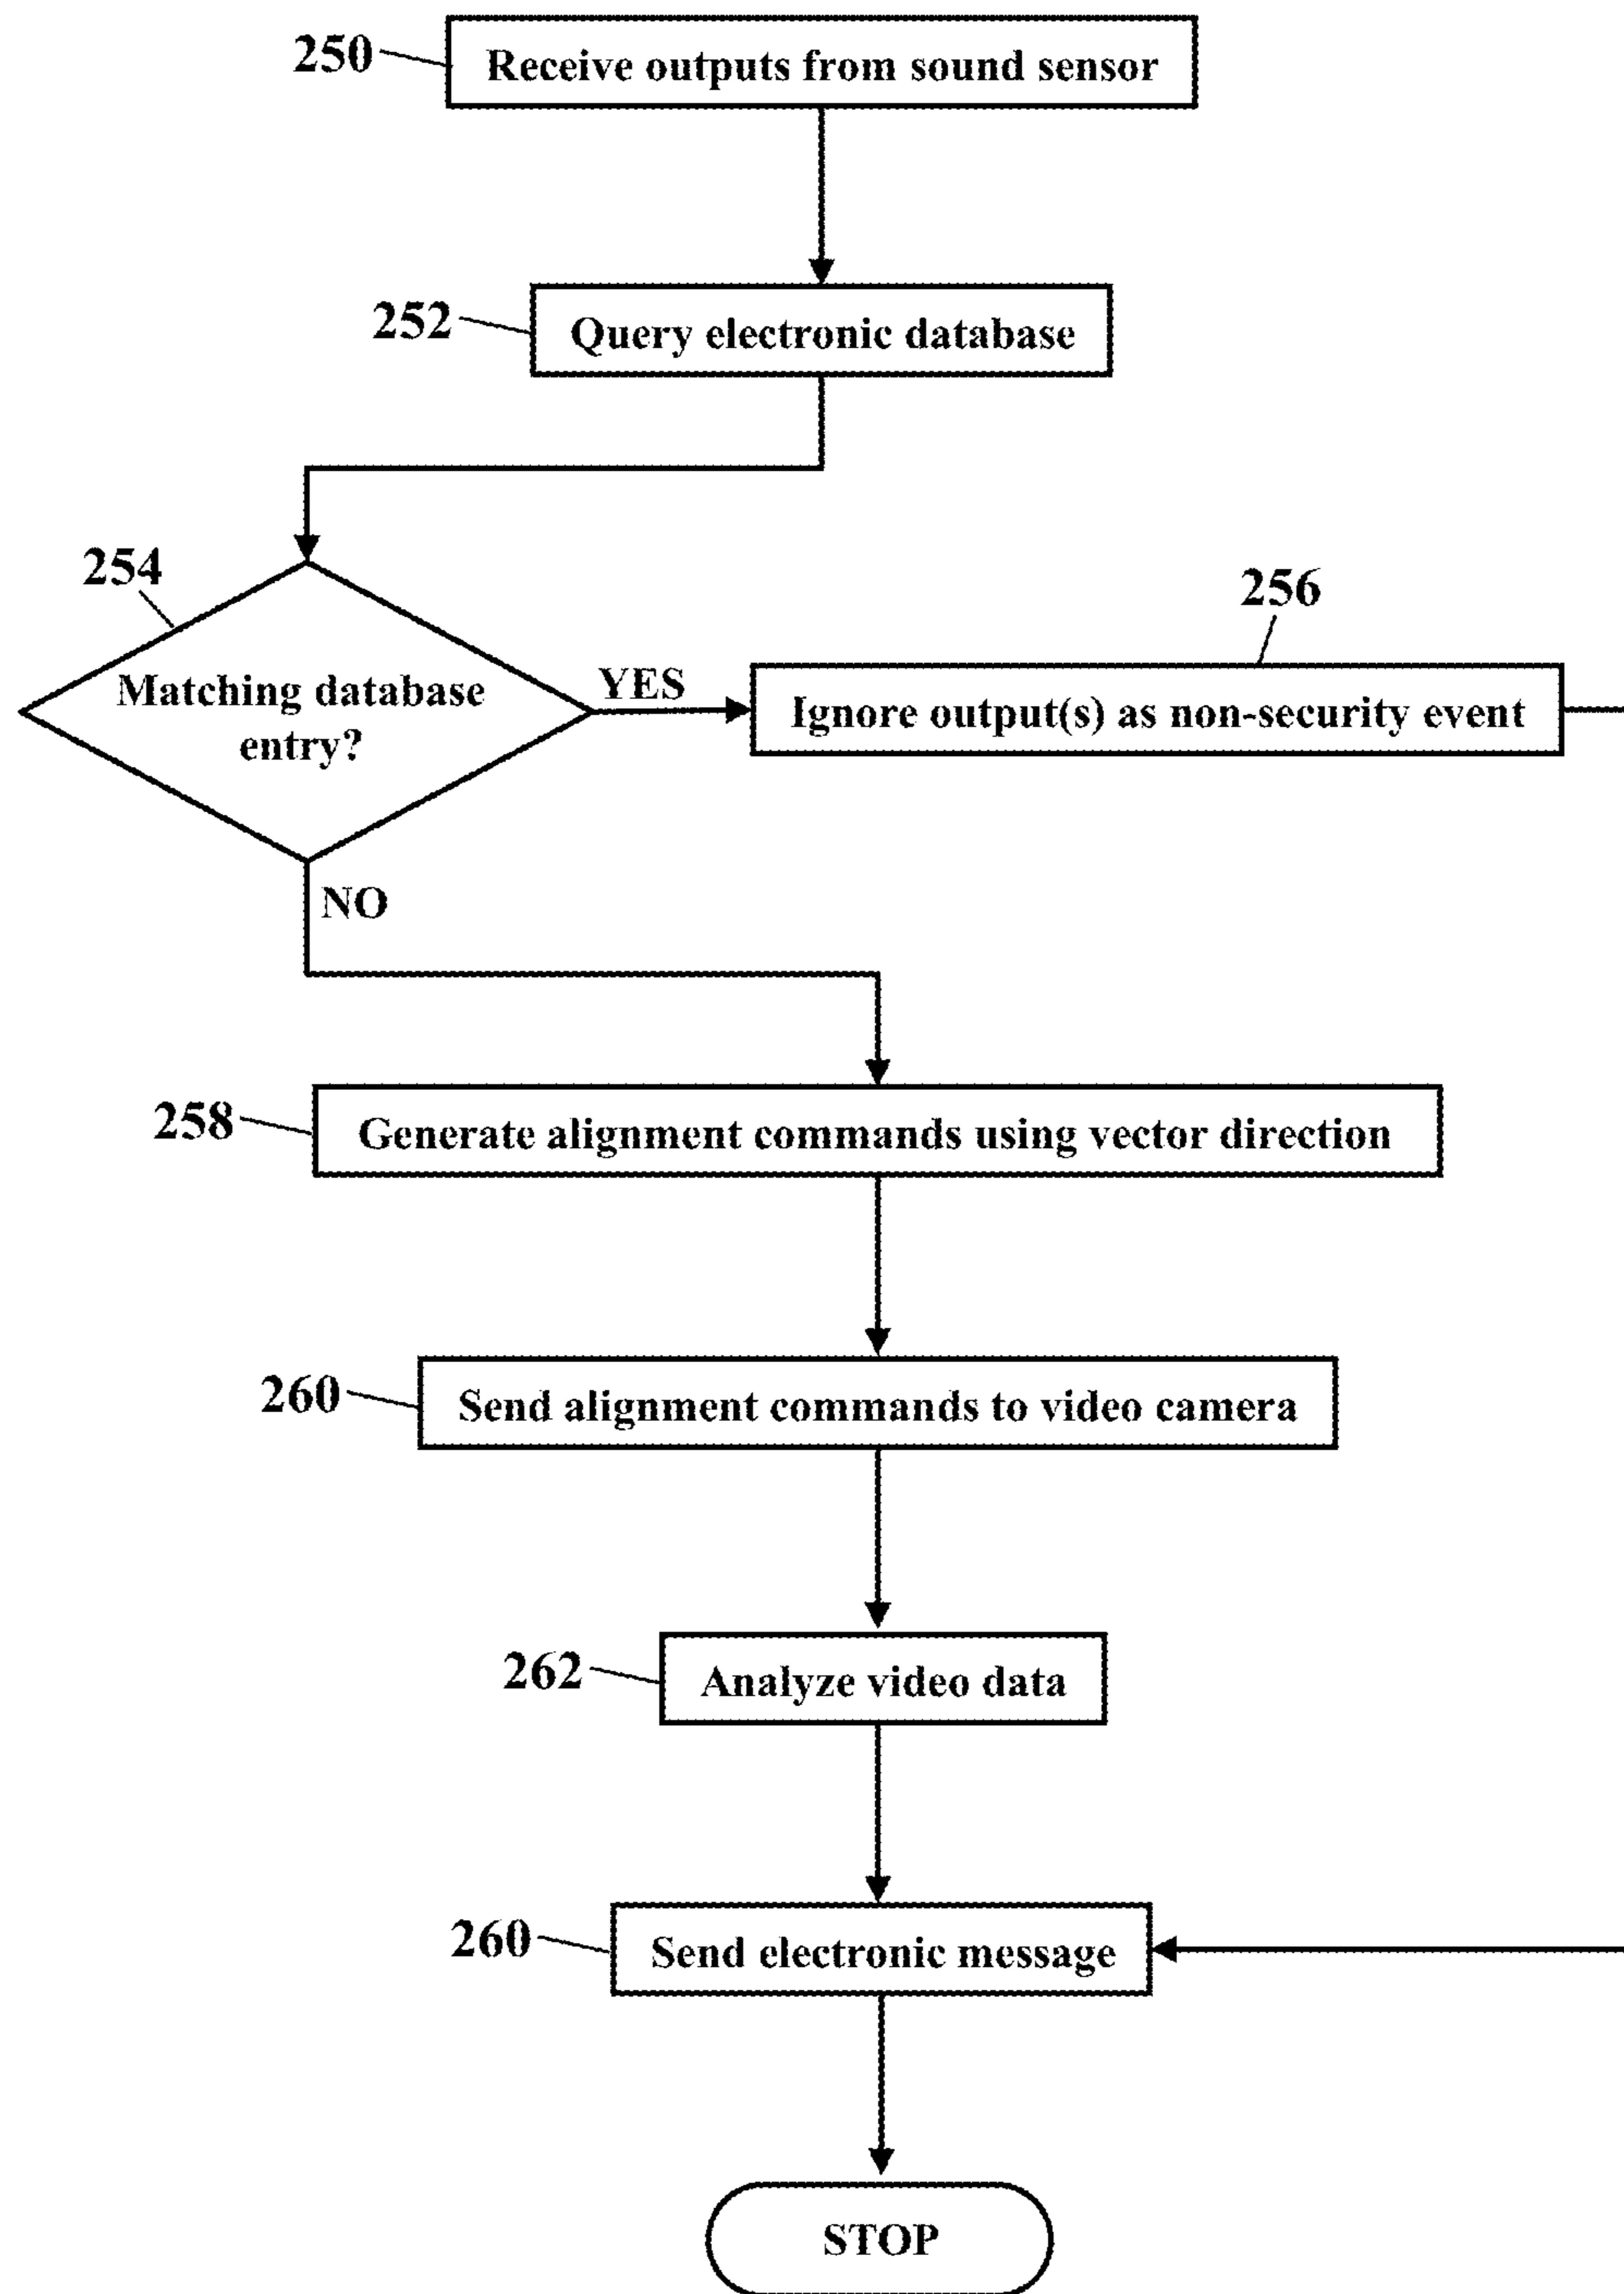 250
Receive outputs from sound sensor
252
Query electronic database
254
Matching database
entry?
YES
256
Ignore output(s) as non-security event
NO
258
Generate alignment commands using vector direction
260
Send alignment commands to video camera
262
Analyze video data
260
Send electronic message
STOP